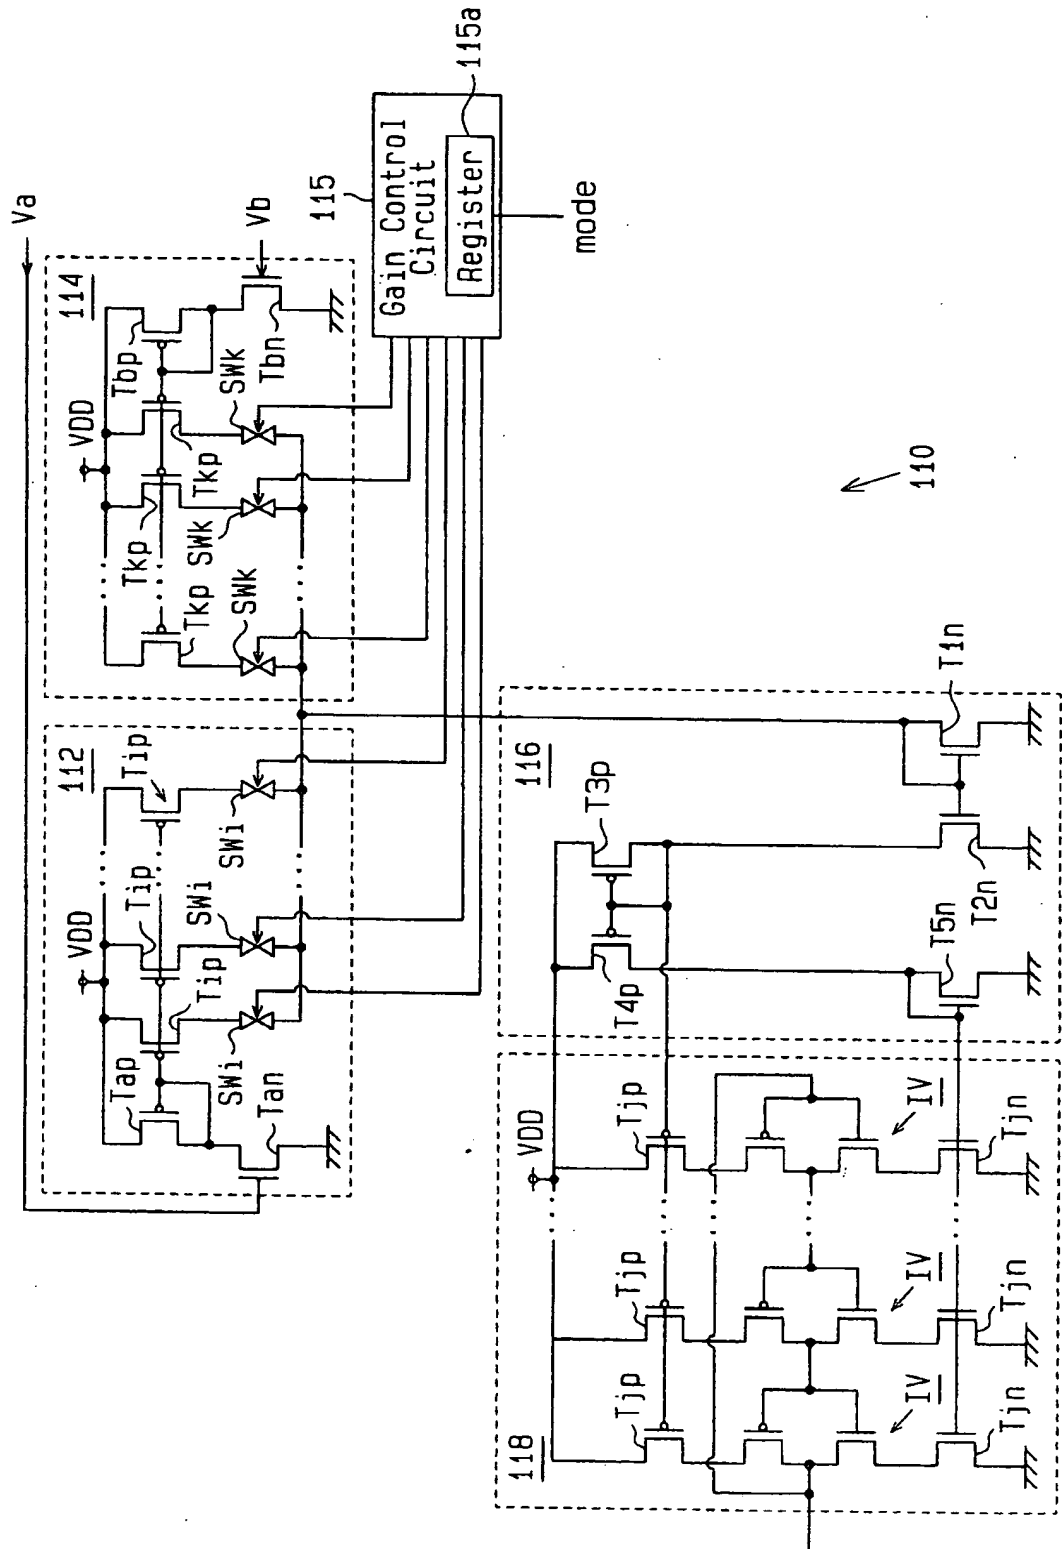 Va
112
VDD
Tap
Tip
Tip
Tip
SWi
SWi
SWi
Tan
114
VDD
Tkp
Tkp
Tkp
Tbp
SWk
SWk
SWk
Tbn
Vb
115
Gain Control
Circuit
Register
115a
mode
110
118
VDD
Tjp
Tjp
Tjp
IV
IV
IV
Tjn
Tjn
Tjn
116
T3p
T4p
T5n
T2n
T1n